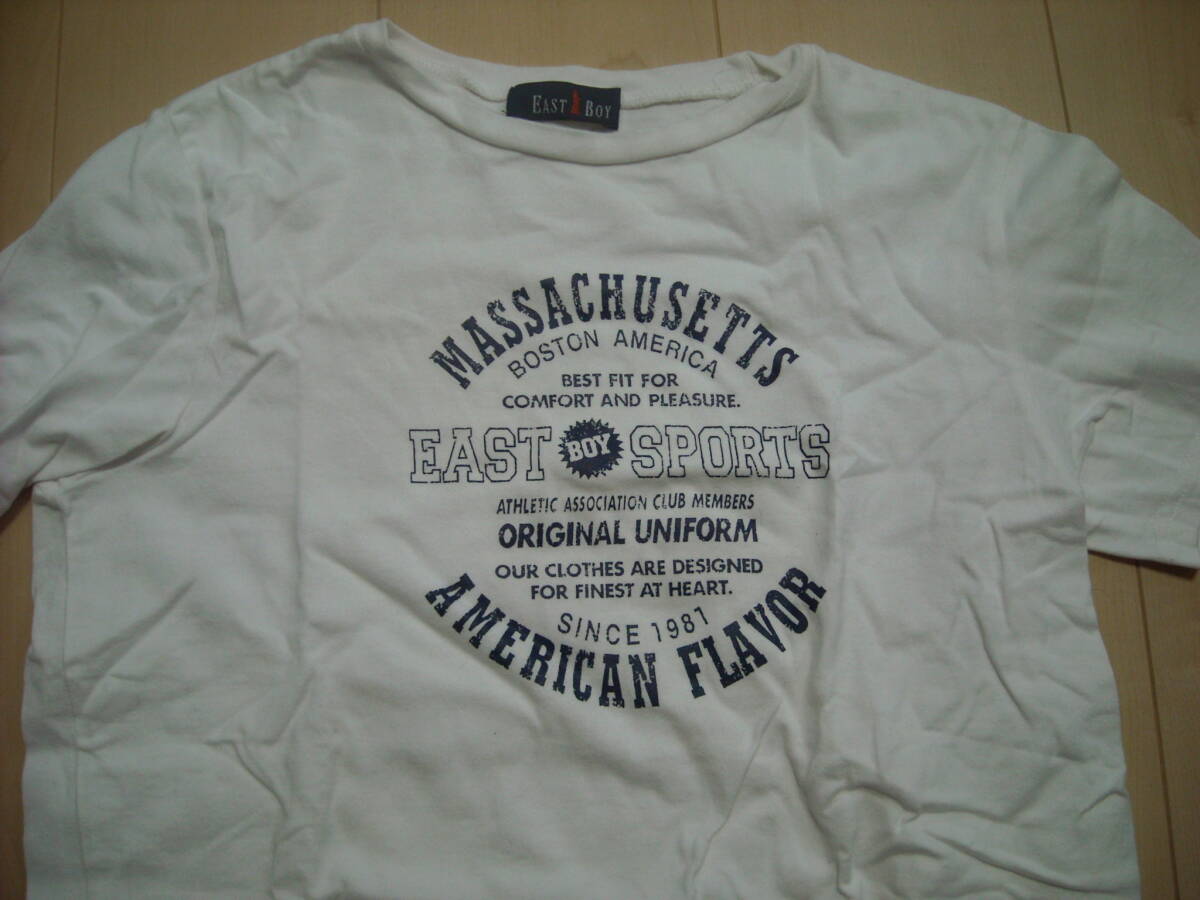 EAST BOY
MASSACHUSETTS
BOSTON AMERICA
BEST FIT FOR
COMFORT AND PLEASURE.
EAST BOY SPORTS
ATHLETIC ASSOCIATION CLUB MEMBERS
ORIGINAL UNIFORM
OUR CLOTHES ARE DESIGNED
FOR FINEST AT HEART.
SINCE 1981
AMERICAN FLAVOR